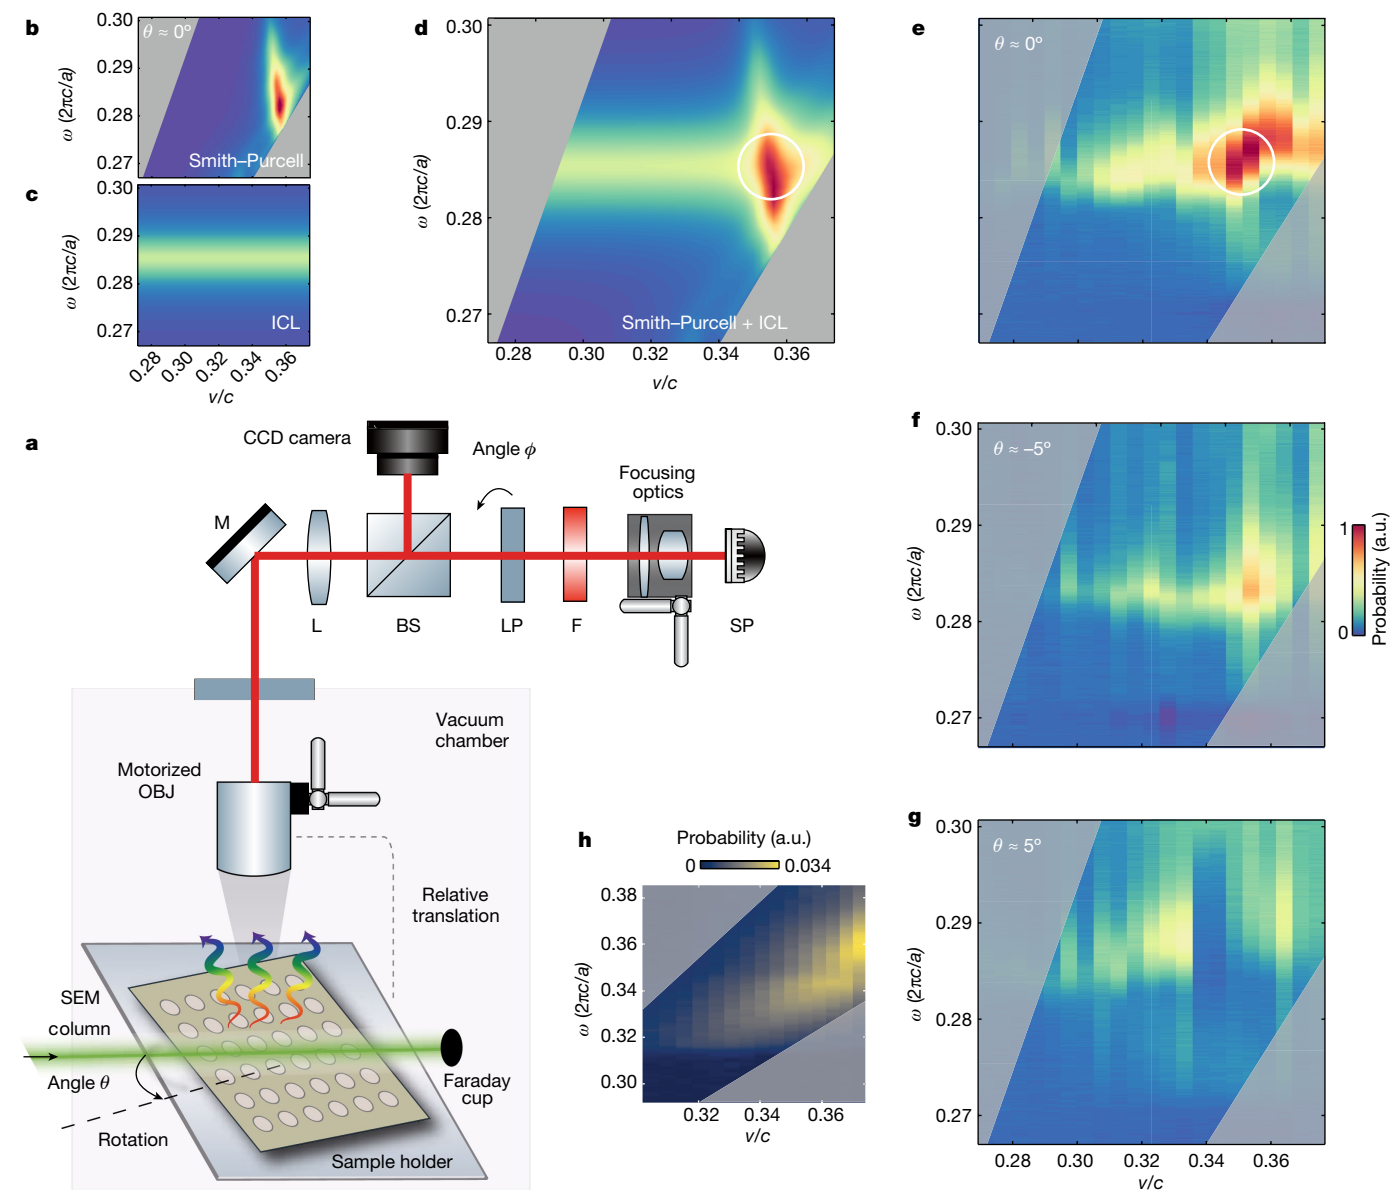 b
0.30
0.29
0.28
0.27
ω (2πc/a)
θ ≈ 0°
Smith–Purcell
c
0.30
0.29
0.28
0.27
ω (2πc/a)
ICL
0.28
0.30
0.32
0.34
0.36
v/c
d
0.30
0.29
0.28
0.27
ω (2πc/a)
Smith–Purcell + ICL
0.28
0.30
0.32
0.34
0.36
v/c
e
θ ≈ 0°
a
CCD camera
Angle ϕ
Focusing
optics
M
L
BS
LP
F
SP
Vacuum
chamber
Motorized
OBJ
Relative
translation
SEM
column
Angle θ
Rotation
Faraday
cup
Sample holder
f
0.30
0.29
0.28
0.27
ω (2πc/a)
θ ≈ –5°
1
0
Probability (a.u.)
h
Probability (a.u.)
0
0.034
0.38
0.36
0.34
0.32
0.30
ω (2πc/a)
0.32
0.34
0.36
v/c
g
0.30
0.29
0.28
0.27
ω (2πc/a)
θ ≈ 5°
0.28
0.30
0.32
0.34
0.36
v/c